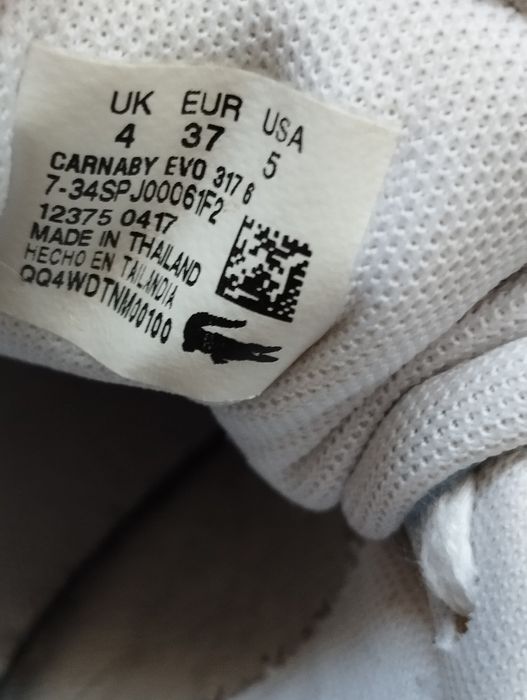 UK EUR USA
4 37 5
CARNABY EVO 317 6
7-34SPJ00061F2
12375 0417
MADE IN THAILAND
HECHO EN TAILANDIA
QQ4WDTNM00100